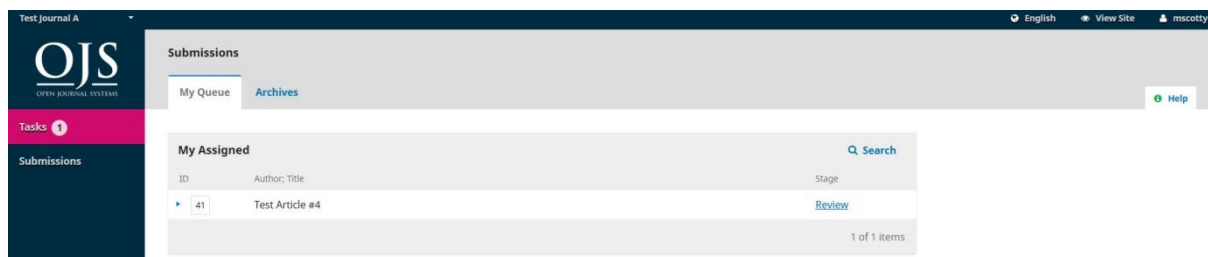 Test Journal A
English
View Site
mscotty
OJS
OPEN JOURNAL SYSTEMS
Tasks 1
Submissions
Submissions
My Queue
Archives
Help
My Assigned
Search
ID Author; Title Stage
41 Test Article #4 Review
1 of 1 items